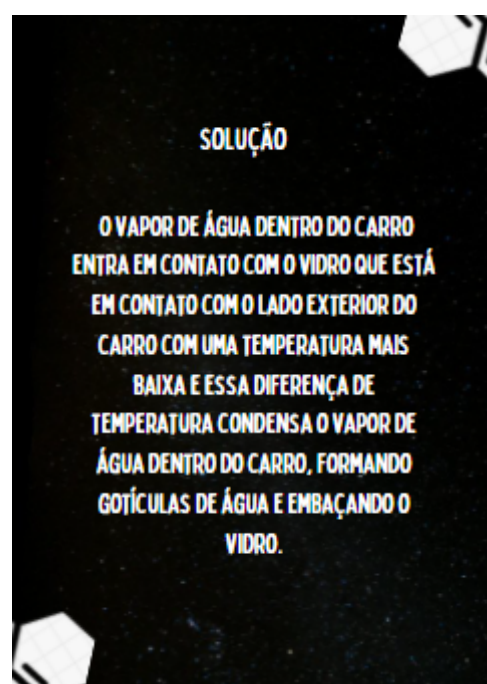 SOLUÇÃO
O VAPOR DE ÁGUA DENTRO DO CARRO
ENTRA EM CONTATO COM O VIDRO QUE ESTÁ
EM CONTATO COM O LADO EXTERIOR DO
CARRO COM UMA TEMPERATURA MAIS
BAIXA E ESSA DIFERENÇA DE
TEMPERATURA CONDENSA O VAPOR DE
ÁGUA DENTRO DO CARRO, FORMANDO
GOTÍCULAS DE ÁGUA E EMBAÇANDO O
VIDRO.